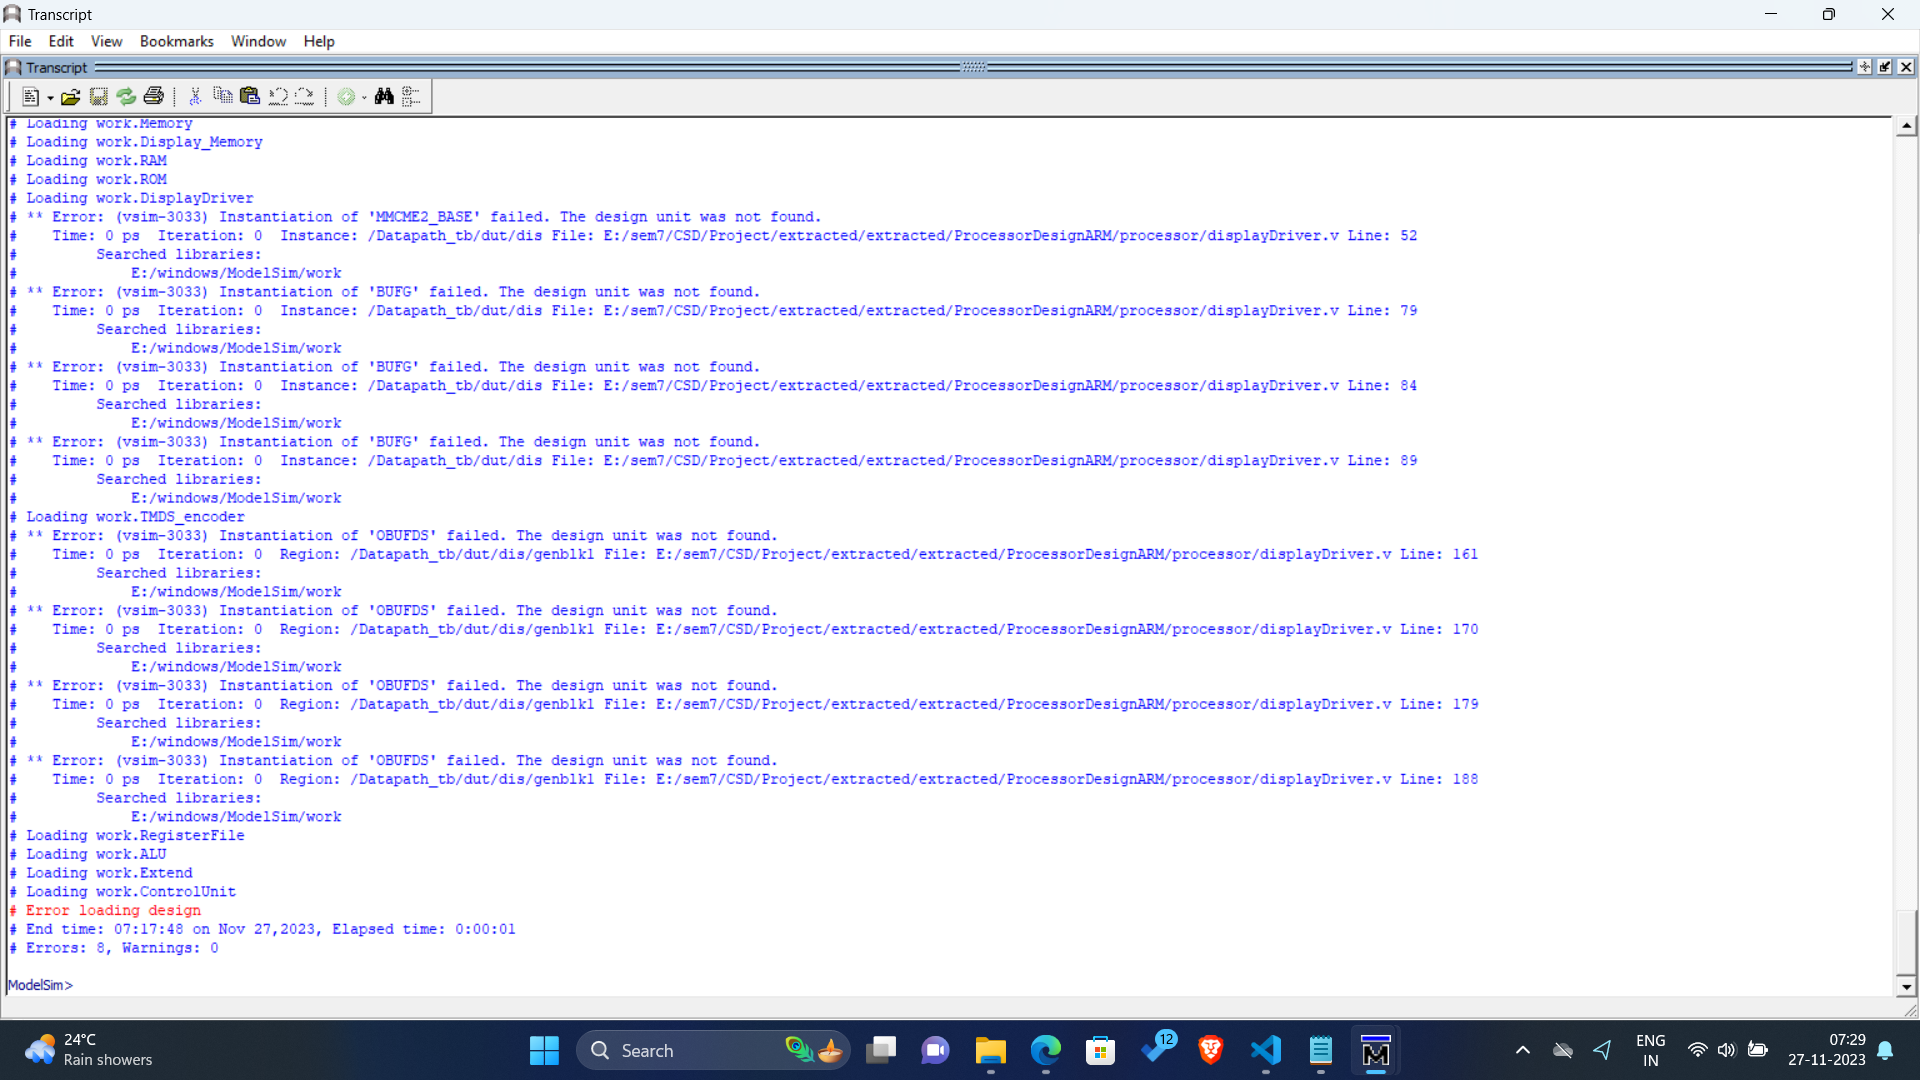 Transcript
File Edit View Bookmarks Window Help
Transcript
# Loading work.Memory
# Loading work.Display_Memory
# Loading work.RAM
# Loading work.ROM
# Loading work.DisplayDriver
# ** Error: (vsim-3033) Instantiation of 'MMCME2_BASE' failed. The design unit was not found.
#    Time: 0 ps  Iteration: 0  Instance: /Datapath_tb/dut/dis File: E:/sem7/CSD/Project/extracted/extracted/ProcessorDesignARM/processor/displayDriver.v Line: 52
#         Searched libraries:
#             E:/windows/ModelSim/work
# ** Error: (vsim-3033) Instantiation of 'BUFG' failed. The design unit was not found.
#    Time: 0 ps  Iteration: 0  Instance: /Datapath_tb/dut/dis File: E:/sem7/CSD/Project/extracted/extracted/ProcessorDesignARM/processor/displayDriver.v Line: 79
#         Searched libraries:
#             E:/windows/ModelSim/work
# ** Error: (vsim-3033) Instantiation of 'BUFG' failed. The design unit was not found.
#    Time: 0 ps  Iteration: 0  Instance: /Datapath_tb/dut/dis File: E:/sem7/CSD/Project/extracted/extracted/ProcessorDesignARM/processor/displayDriver.v Line: 84
#         Searched libraries:
#             E:/windows/ModelSim/work
# ** Error: (vsim-3033) Instantiation of 'BUFG' failed. The design unit was not found.
#    Time: 0 ps  Iteration: 0  Instance: /Datapath_tb/dut/dis File: E:/sem7/CSD/Project/extracted/extracted/ProcessorDesignARM/processor/displayDriver.v Line: 89
#         Searched libraries:
#             E:/windows/ModelSim/work
# Loading work.TMDS_encoder
# ** Error: (vsim-3033) Instantiation of 'OBUFDS' failed. The design unit was not found.
#    Time: 0 ps  Iteration: 0  Region: /Datapath_tb/dut/dis/genblk1 File: E:/sem7/CSD/Project/extracted/extracted/ProcessorDesignARM/processor/displayDriver.v Line: 161
#         Searched libraries:
#             E:/windows/ModelSim/work
# ** Error: (vsim-3033) Instantiation of 'OBUFDS' failed. The design unit was not found.
#    Time: 0 ps  Iteration: 0  Region: /Datapath_tb/dut/dis/genblk1 File: E:/sem7/CSD/Project/extracted/extracted/ProcessorDesignARM/processor/displayDriver.v Line: 170
#         Searched libraries:
#             E:/windows/ModelSim/work
# ** Error: (vsim-3033) Instantiation of 'OBUFDS' failed. The design unit was not found.
#    Time: 0 ps  Iteration: 0  Region: /Datapath_tb/dut/dis/genblk1 File: E:/sem7/CSD/Project/extracted/extracted/ProcessorDesignARM/processor/displayDriver.v Line: 179
#         Searched libraries:
#             E:/windows/ModelSim/work
# ** Error: (vsim-3033) Instantiation of 'OBUFDS' failed. The design unit was not found.
#    Time: 0 ps  Iteration: 0  Region: /Datapath_tb/dut/dis/genblk1 File: E:/sem7/CSD/Project/extracted/extracted/ProcessorDesignARM/processor/displayDriver.v Line: 188
#         Searched libraries:
#             E:/windows/ModelSim/work
# Loading work.RegisterFile
# Loading work.ALU
# Loading work.Extend
# Loading work.ControlUnit
# Error loading design
# End time: 07:17:48 on Nov 27,2023, Elapsed time: 0:00:01
# Errors: 8, Warnings: 0
ModelSim>
24°C
Rain showers
Search
12
ENG
IN
07:29
27-11-2023